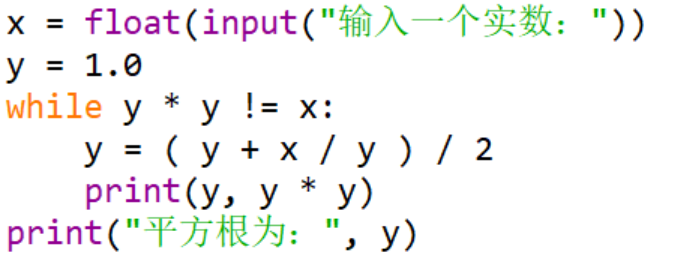 x = float(input("输入一个实数: "))
y = 1.0
while y * y != x:
    y = ( y + x / y ) / 2
    print(y, y * y)
print("平方根为: ", y)